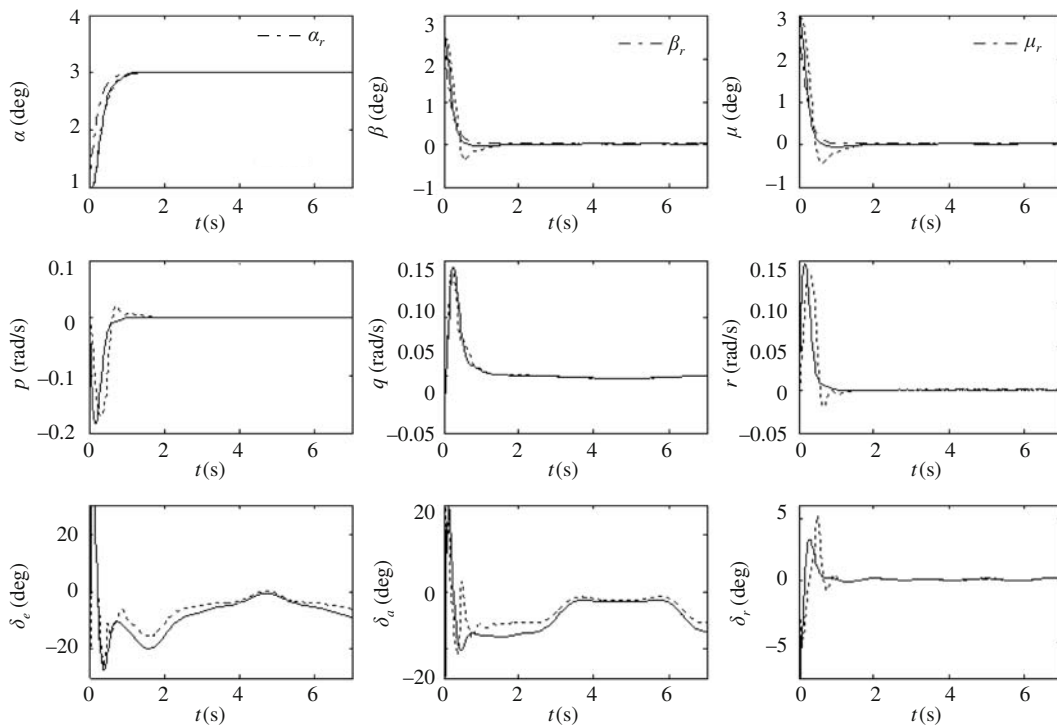 4
3
2
1
α (deg)
α_r
0 2 4 6
t(s)
3
2
1
0
−1
β (deg)
β_r
0 2 4 6
t(s)
3
2
1
0
−1
μ (deg)
μ_r
0 2 4 6
t(s)
0.1
0
−0.1
−0.2
p (rad/s)
0 2 4 6
t(s)
0.15
0.10
0.05
0
−0.05
q (rad/s)
0 2 4 6
t(s)
0.15
0.10
0.05
0
−0.05
r (rad/s)
0 2 4 6
t(s)
20
0
−20
δ_e (deg)
0 2 4 6
t(s)
20
0
−20
δ_a (deg)
0 2 4 6
t(s)
5
0
−5
δ_r (deg)
0 2 4 6
t(s)